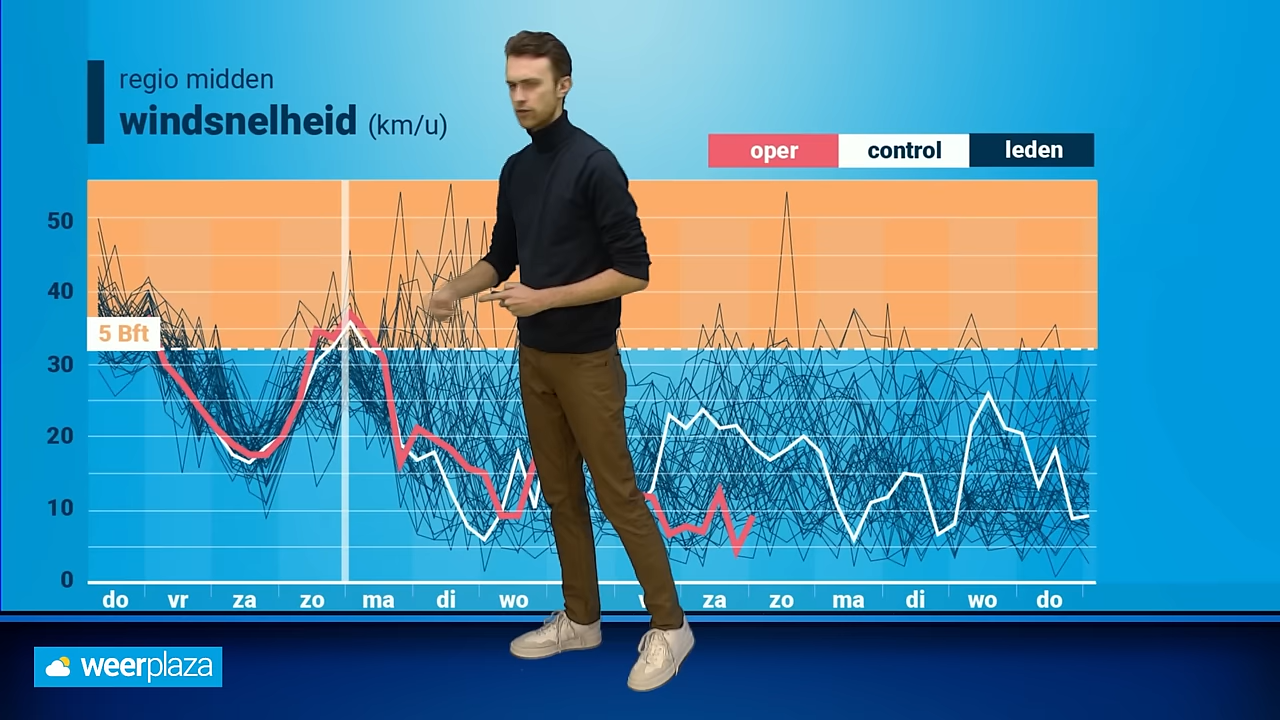 regio midden
windsnelheid (km/u)
oper control leden
50
40
5 Bft
30
20
10
0
do vr za zo ma di wo v za zo ma di wo do
weerplaza